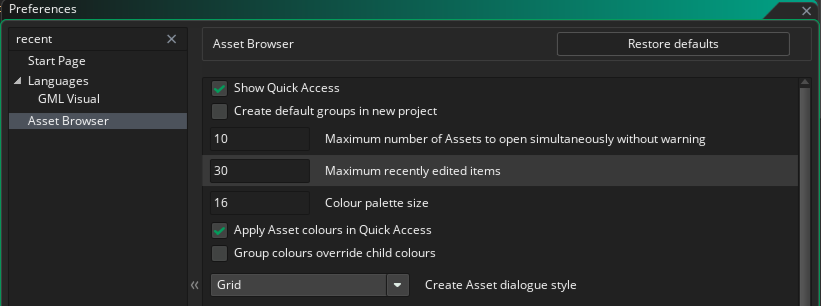 Preferences
recent
Start Page
Languages
GML Visual
Asset Browser
Asset Browser
Restore defaults
Show Quick Access
Create default groups in new project
10 Maximum number of Assets to open simultaneously without warning
30 Maximum recently edited items
16 Colour palette size
Apply Asset colours in Quick Access
Group colours override child colours
Grid Create Asset dialogue style